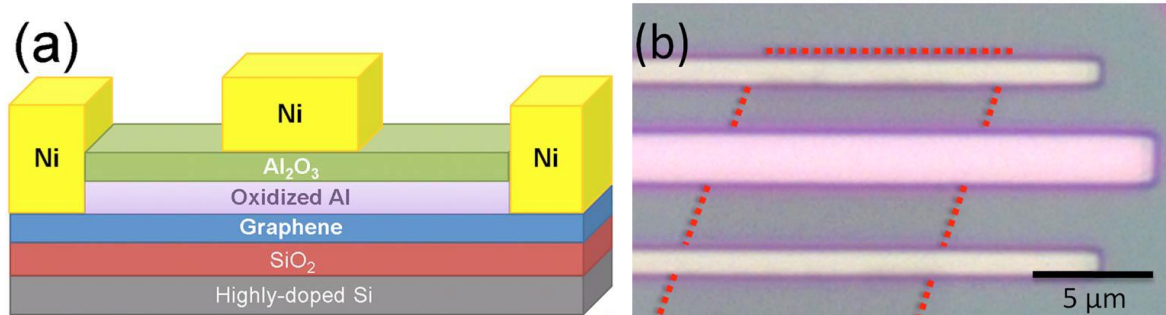 (a)
Ni
Ni
Ni
Al₂O₃
Oxidized Al
Graphene
SiO₂
Highly-doped Si
(b)
5 μm